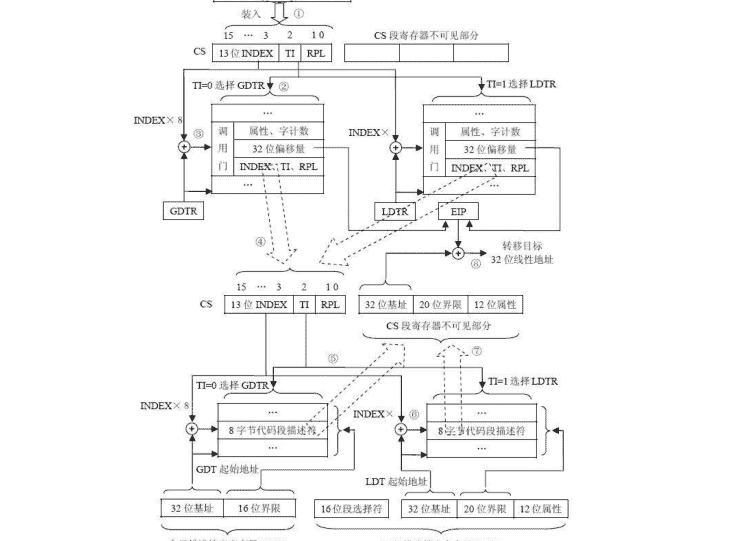 装入 ①
15 … 3 2 1 0 CS 段寄存器不可见部分
CS 13位 INDEX TI RPL
TI=0 选择 GDTR ② TI=1 选择 LDTR
INDEX× 8
… …
③ 调用门 属性、字计数 INDEX× 调用门 属性、字计数
32 位偏移量 32 位偏移量
INDEX、TI、RPL INDEX、TI、RPL
… …
GDTR LDTR EIP
④ 转移目标
⑧ 32 位线性地址
15 … 3 2 1 0
CS 13 位 INDEX TI RPL 32 位基址 20 位界限 12 位属性
CS 段寄存器不可见部分
⑤ ⑦
TI=0 选择 GDTR TI=1 选择 LDTR
INDEX× 8 … INDEX× ⑥ …
8 字节代码段描述符 8 字节代码段描述符
… …
GDT 起始地址 LDT 起始地址
32 位基址 16 位界限 16 位段选择符 32 位基址 20 位界限 12 位属性